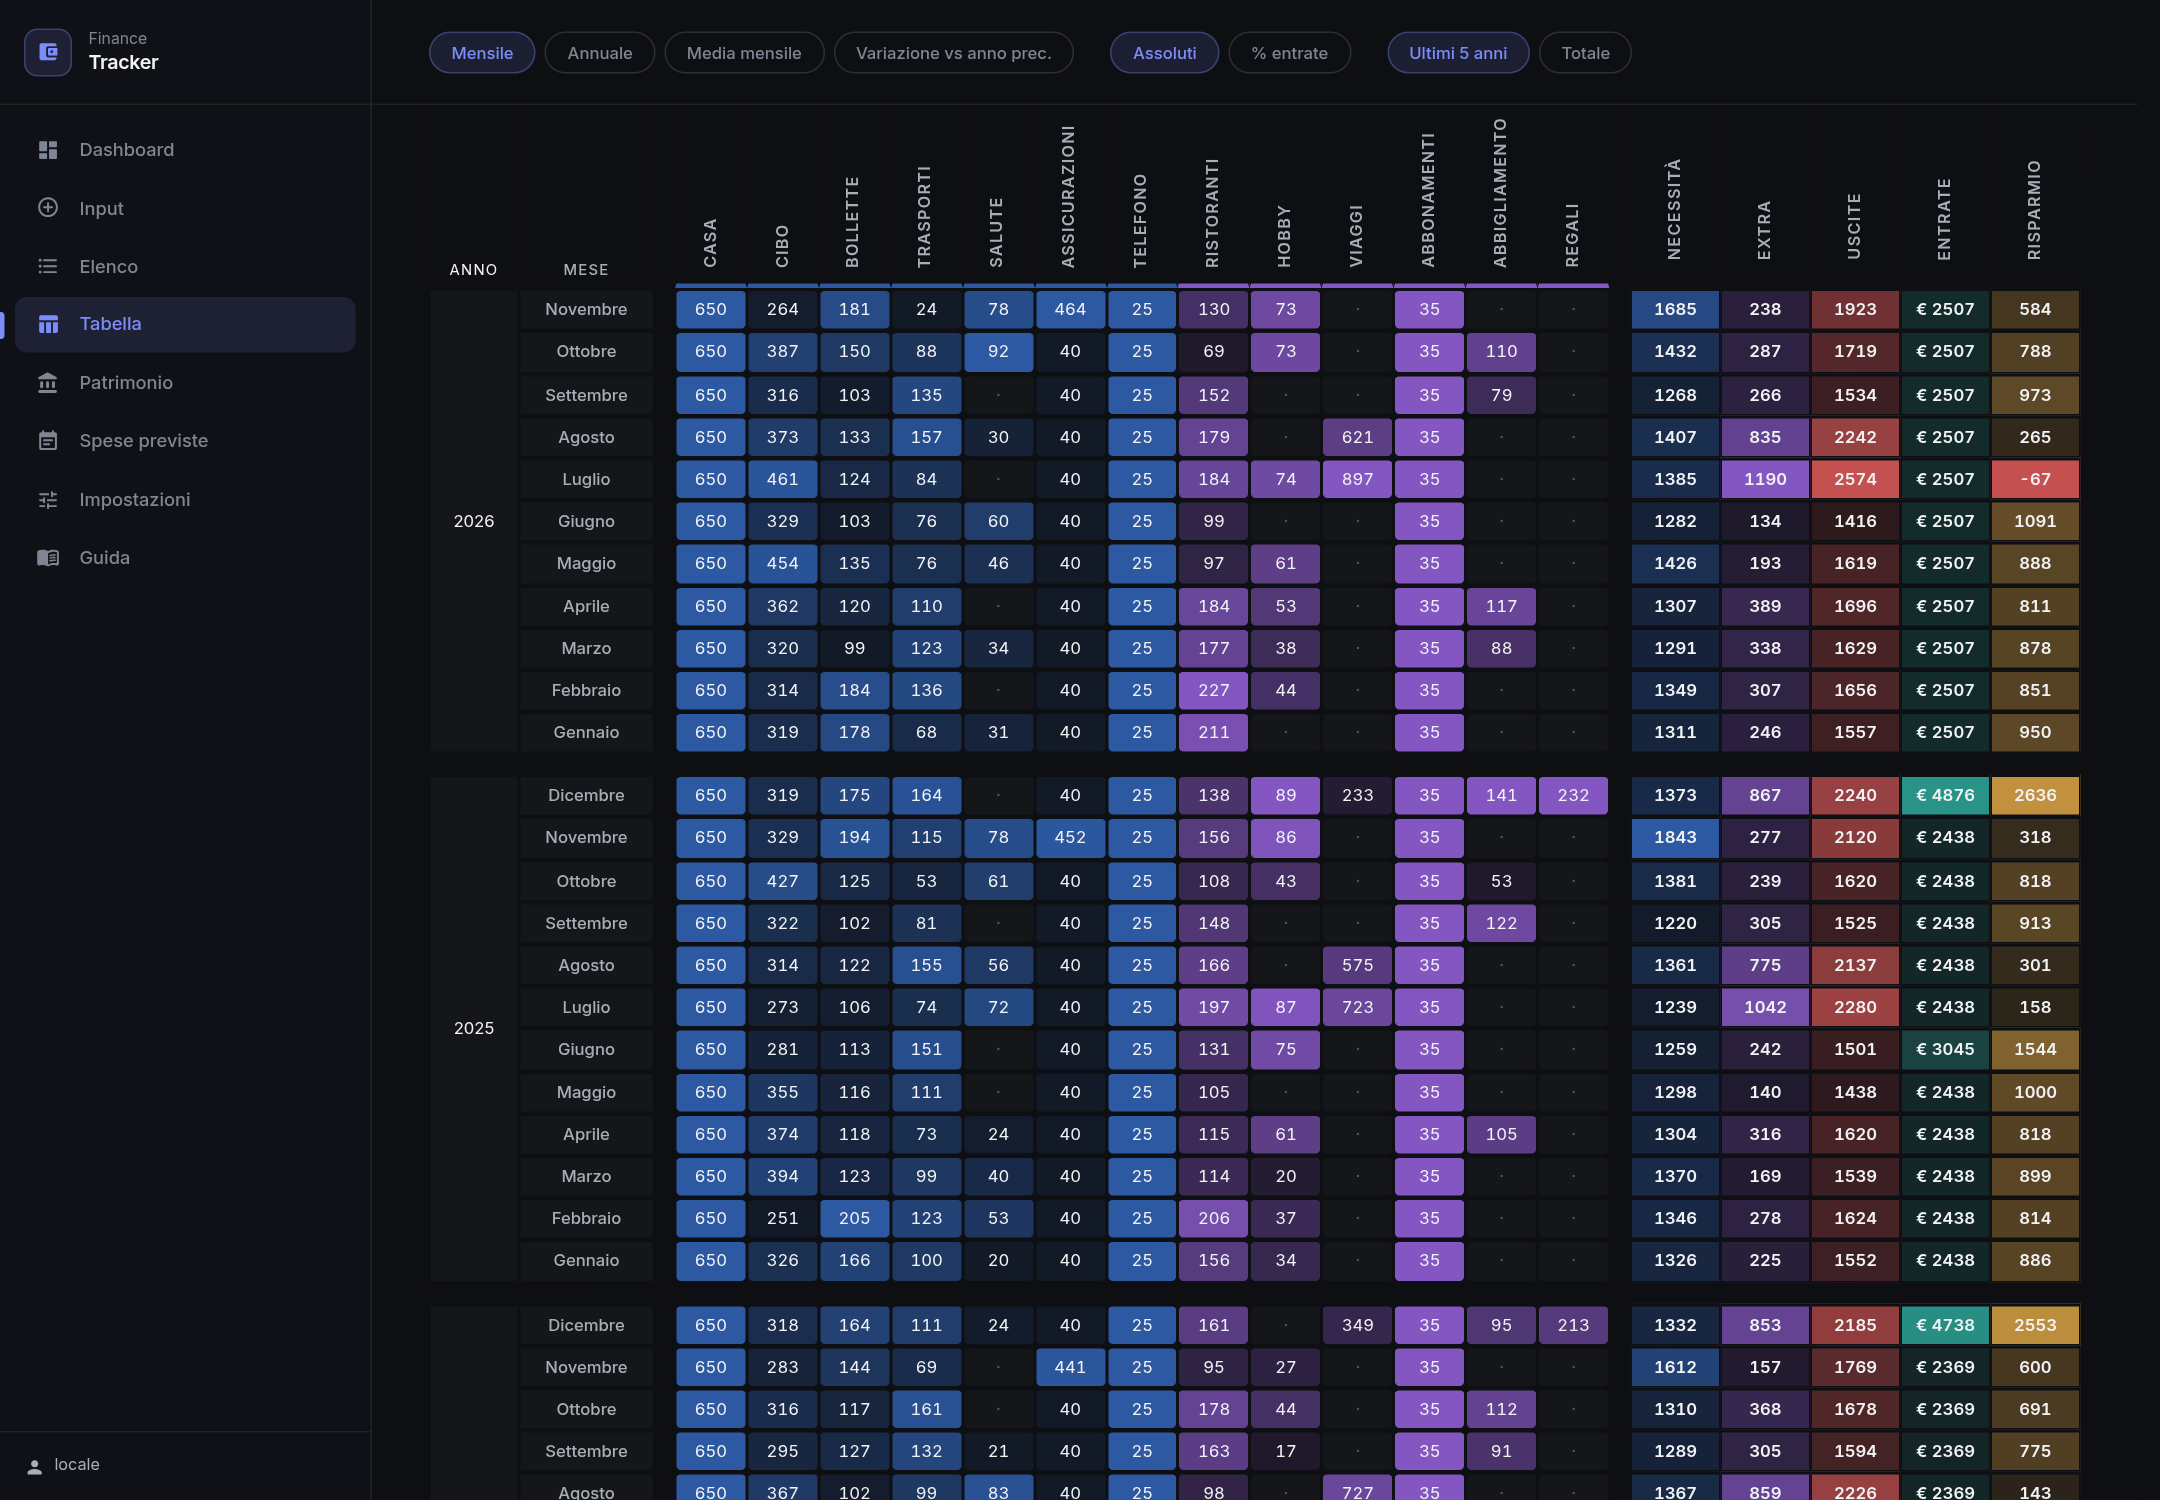 Finance
Tracker
Dashboard
Input
Elenco
Tabella
Patrimonio
Spese previste
Impostazioni
Guida
locale
Mensile Annuale Media mensile Variazione vs anno prec. Assoluti % entrate Ultimi 5 anni Totale
ANNO MESE CASA CIBO BOLLETTE TRASPORTI SALUTE ASSICURAZIONI TELEFONO RISTORANTI HOBBY VIAGGI ABBONAMENTI ABBIGLIAMENTO REGALI NECESSITÀ EXTRA USCITE ENTRATE RISPARMIO
2026
Novembre 650 264 181 24 78 464 25 130 73 · 35 · · 1685 238 1923 € 2507 584
Ottobre 650 387 150 88 92 40 25 69 73 · 35 110 · 1432 287 1719 € 2507 788
Settembre 650 316 103 135 · 40 25 152 · · 35 79 · 1268 266 1534 € 2507 973
Agosto 650 373 133 157 30 40 25 179 · 621 35 · · 1407 835 2242 € 2507 265
Luglio 650 461 124 84 · 40 25 184 74 897 35 · · 1385 1190 2574 € 2507 -67
Giugno 650 329 103 76 60 40 25 99 · · 35 · · 1282 134 1416 € 2507 1091
Maggio 650 454 135 76 46 40 25 97 61 · 35 · · 1426 193 1619 € 2507 888
Aprile 650 362 120 110 · 40 25 184 53 · 35 117 · 1307 389 1696 € 2507 811
Marzo 650 320 99 123 34 40 25 177 38 · 35 88 · 1291 338 1629 € 2507 878
Febbraio 650 314 184 136 · 40 25 227 44 · 35 · · 1349 307 1656 € 2507 851
Gennaio 650 319 178 68 31 40 25 211 · · 35 · · 1311 246 1557 € 2507 950
2025
Dicembre 650 319 175 164 · 40 25 138 89 233 35 141 232 1373 867 2240 € 4876 2636
Novembre 650 329 194 115 78 452 25 156 86 · 35 · · 1843 277 2120 € 2438 318
Ottobre 650 427 125 53 61 40 25 108 43 · 35 53 · 1381 239 1620 € 2438 818
Settembre 650 322 102 81 · 40 25 148 · · 35 122 · 1220 305 1525 € 2438 913
Agosto 650 314 122 155 56 40 25 166 · 575 35 · · 1361 775 2137 € 2438 301
Luglio 650 273 106 74 72 40 25 197 87 723 35 · · 1239 1042 2280 € 2438 158
Giugno 650 281 113 151 · 40 25 131 75 · 35 · · 1259 242 1501 € 3045 1544
Maggio 650 355 116 111 · 40 25 105 · · 35 · · 1298 140 1438 € 2438 1000
Aprile 650 374 118 73 24 40 25 115 61 · 35 105 · 1304 316 1620 € 2438 818
Marzo 650 394 123 99 40 40 25 114 20 · 35 · · 1370 169 1539 € 2438 899
Febbraio 650 251 205 123 53 40 25 206 37 · 35 · · 1346 278 1624 € 2438 814
Gennaio 650 326 166 100 20 40 25 156 34 · 35 · · 1326 225 1552 € 2438 886
Dicembre 650 318 164 111 24 40 25 161 · 349 35 95 213 1332 853 2185 € 4738 2553
Novembre 650 283 144 69 · 441 25 95 27 · 35 · · 1612 157 1769 € 2369 600
Ottobre 650 316 117 161 · 40 25 178 44 · 35 112 · 1310 368 1678 € 2369 691
Settembre 650 295 127 132 21 40 25 163 17 · 35 91 · 1289 305 1594 € 2369 775
Agosto 650 367 102 99 83 40 25 98 · 727 35 · · 1367 859 2226 € 2369 143